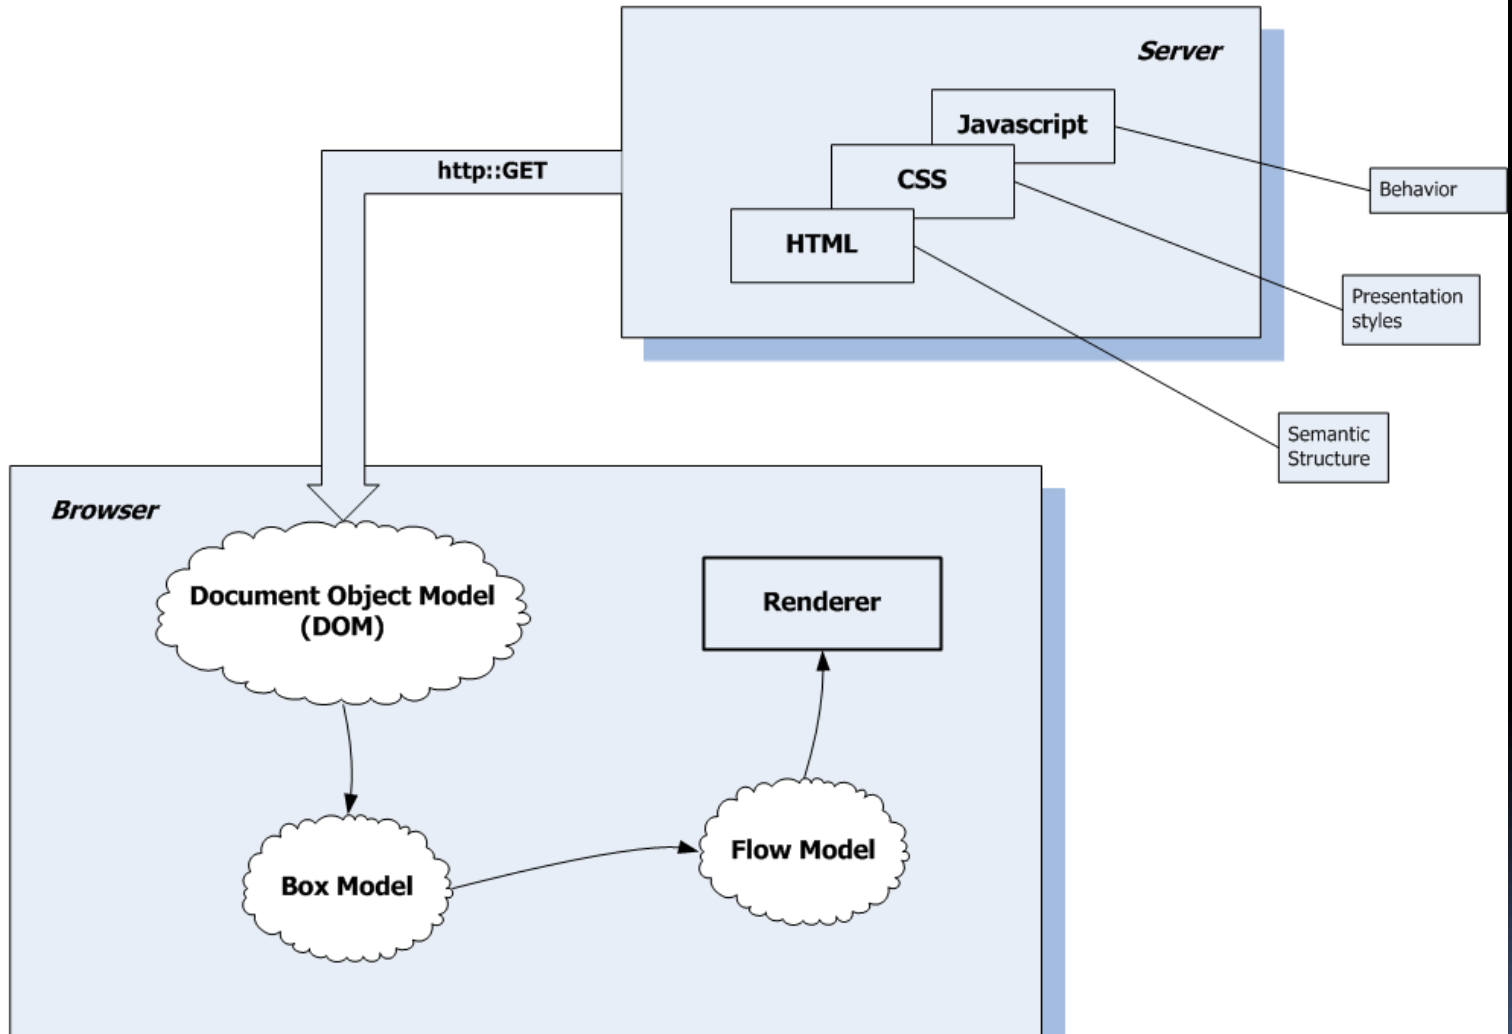 Server
Javascript
http::GET
CSS
Behavior
HTML
Presentation
styles
Semantic
Structure
Browser
Document Object Model
(DOM)
Renderer
Flow Model
Box Model